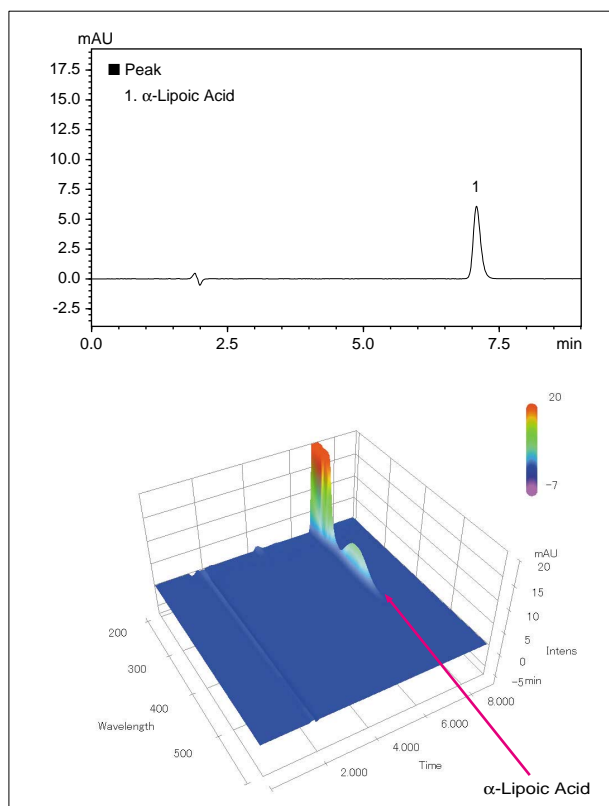 mAU
17.5
15.0
12.5
10.0
7.5
5.0
2.5
0.0
-2.5
■ Peak
1. α-Lipoic Acid
1
0.0 2.5 5.0 7.5 min
20
−7
mAU
20
15
10
5
0
−5
Intens
min
200
300
400
500
Wavelength
2.000
4.000
6.000
8.000
Time
α-Lipoic Acid